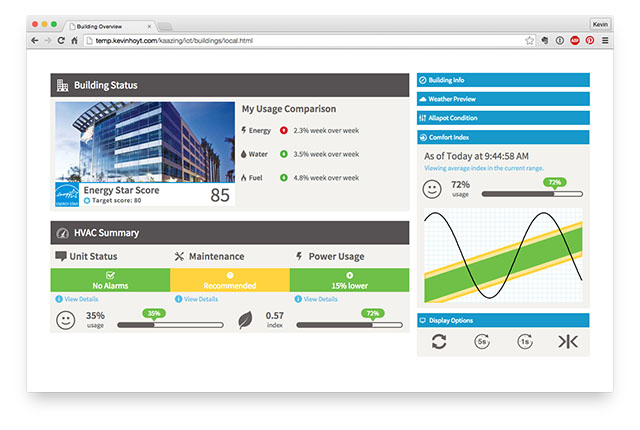 Building Overview
Kevin
temp.kevinhoyt.com/kaazing/iot/buildings/local.html
ABP
Building Status
My Usage Comparison
Energy 2.3% week over week
Water 3.5% week over week
Fuel 4.8% week over week
ENERGY STAR
Energy Star Score
Target score: 80
85
HVAC Summary
Unit Status
Maintenance
Power Usage
No Alarms
Recommended
15% lower
View Details
View Details
View Details
35%
usage
35%
0.57
index
72%
Building Info
Weather Preview
Allapot Condition
Comfort Index
As of Today at 9:44:58 AM
Viewing average index in the current range.
72%
usage
72%
Display Options
5s
1s